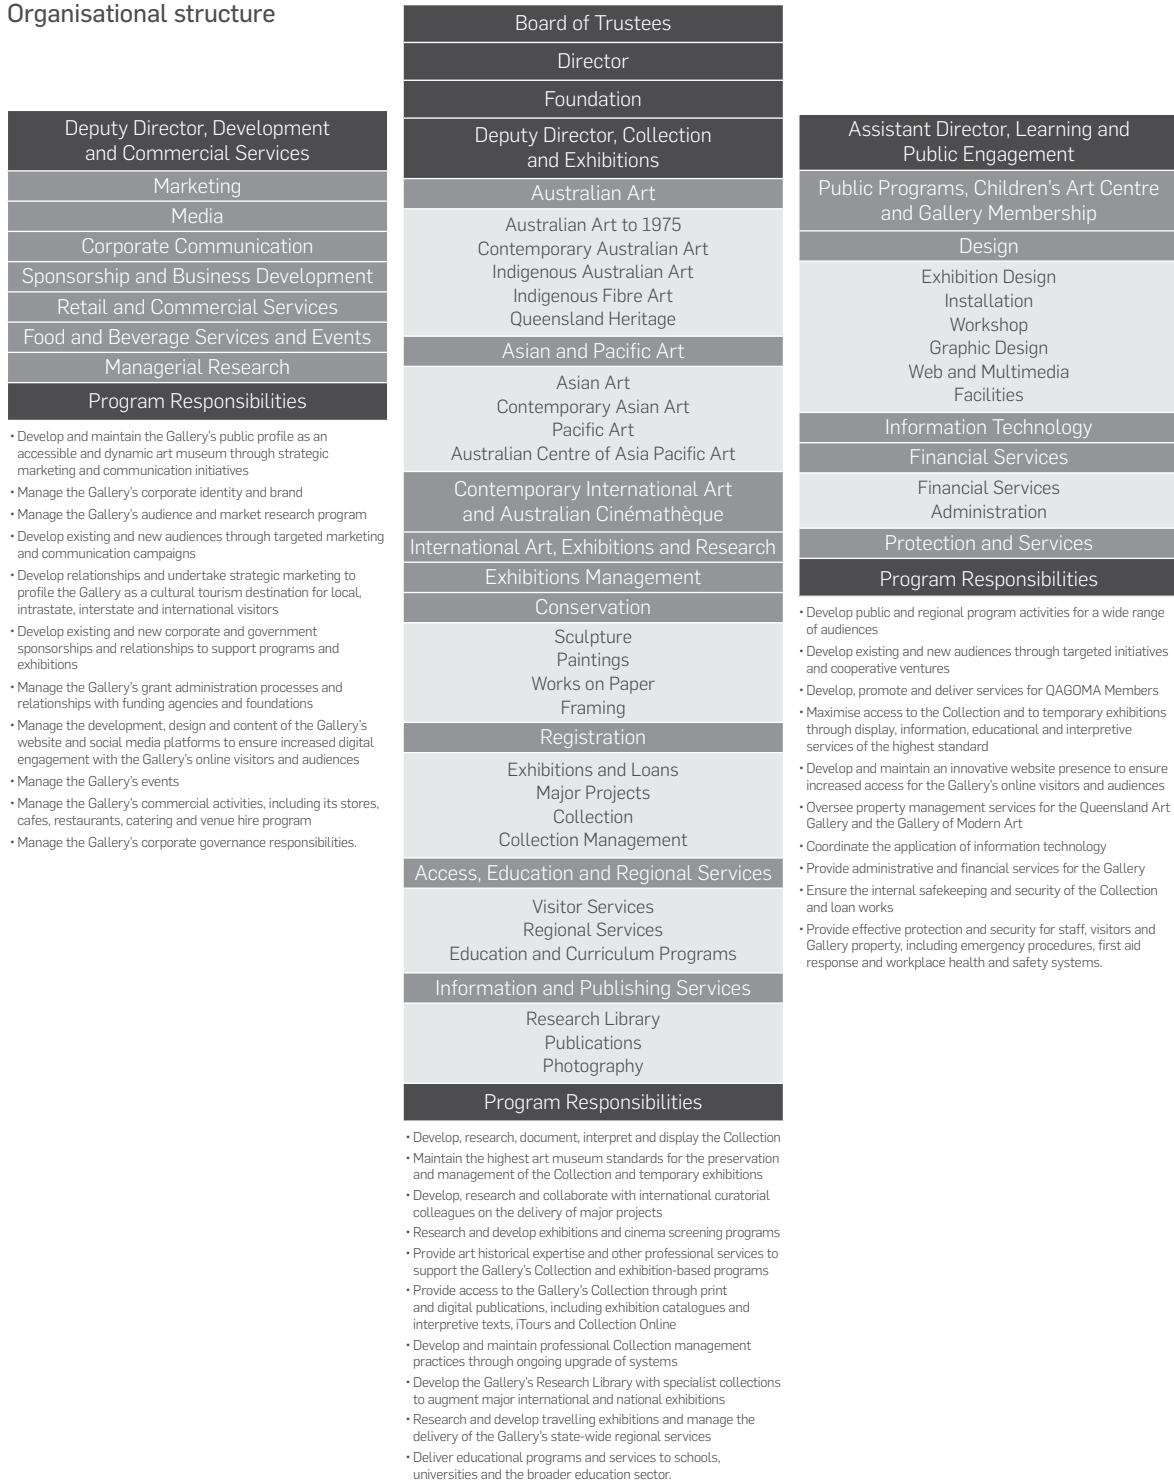 Organisational structure
Board of Trustees
Director
Foundation
Deputy Director, Development
and Commercial Services
Marketing
Media
Corporate Communication
Sponsorship and Business Development
Retail and Commercial Services
Food and Beverage Services and Events
Managerial Research
Program Responsibilities
• Develop and maintain the Gallery's public profile as an
accessible and dynamic art museum through strategic
marketing and communication initiatives
• Manage the Gallery's corporate identity and brand
• Manage the Gallery's audience and market research program
• Develop existing and new audiences through targeted marketing
and communication campaigns
• Develop relationships and undertake strategic marketing to
profile the Gallery as a cultural tourism destination for local,
intrastate, interstate and international visitors
• Develop existing and new corporate and government
sponsorships and relationships to support programs and
exhibitions
• Manage the Gallery's grant administration processes and
relationships with funding agencies and foundations
• Manage the development, design and content of the Gallery's
website and social media platforms to ensure increased digital
engagement with the Gallery's online visitors and audiences
• Manage the Gallery's events
• Manage the Gallery's commercial activities, including its stores,
cafes, restaurants, catering and venue hire program
• Manage the Gallery's corporate governance responsibilities.
Deputy Director, Collection
and Exhibitions
Australian Art
Australian Art to 1975
Contemporary Australian Art
Indigenous Australian Art
Indigenous Fibre Art
Queensland Heritage
Asian and Pacific Art
Asian Art
Contemporary Asian Art
Pacific Art
Australian Centre of Asia Pacific Art
Contemporary International Art
and Australian Cinémathèque
International Art, Exhibitions and Research
Exhibitions Management
Conservation
Sculpture
Paintings
Works on Paper
Framing
Registration
Exhibitions and Loans
Major Projects
Collection
Collection Management
Access, Education and Regional Services
Visitor Services
Regional Services
Education and Curriculum Programs
Information and Publishing Services
Research Library
Publications
Photography
Program Responsibilities
• Develop, research, document, interpret and display the Collection
• Maintain the highest art museum standards for the preservation
and management of the Collection and temporary exhibitions
• Develop, research and collaborate with international curatorial
colleagues on the delivery of major projects
• Research and develop exhibitions and cinema screening programs
• Provide art historical expertise and other professional services to
support the Gallery's Collection and exhibition-based programs
• Provide access to the Gallery's Collection through print
and digital publications, including exhibition catalogues and
interpretive texts, iTours and Collection Online
• Develop and maintain professional Collection management
practices through ongoing upgrade of systems
• Develop the Gallery's Research Library with specialist collections
to augment major international and national exhibitions
• Research and develop travelling exhibitions and manage the
delivery of the Gallery's state-wide regional services
• Deliver educational programs and services to schools,
universities and the broader education sector.
Assistant Director, Learning and
Public Engagement
Public Programs, Children's Art Centre
and Gallery Membership
Design
Exhibition Design
Installation
Workshop
Graphic Design
Web and Multimedia
Facilities
Information Technology
Financial Services
Financial Services
Administration
Protection and Services
Program Responsibilities
• Develop public and regional program activities for a wide range
of audiences
• Develop existing and new audiences through targeted initiatives
and cooperative ventures
• Develop, promote and deliver services for QAGOMA Members
• Maximise access to the Collection and to temporary exhibitions
through display, information, educational and interpretive
services of the highest standard
• Develop and maintain an innovative website presence to ensure
increased access for the Gallery's online visitors and audiences
• Oversee property management services for the Queensland Art
Gallery and the Gallery of Modern Art
• Coordinate the application of information technology
• Provide administrative and financial services for the Gallery
• Ensure the internal safekeeping and security of the Collection
and loan works
• Provide effective protection and security for staff, visitors and
Gallery property, including emergency procedures, first aid
response and workplace health and safety systems.